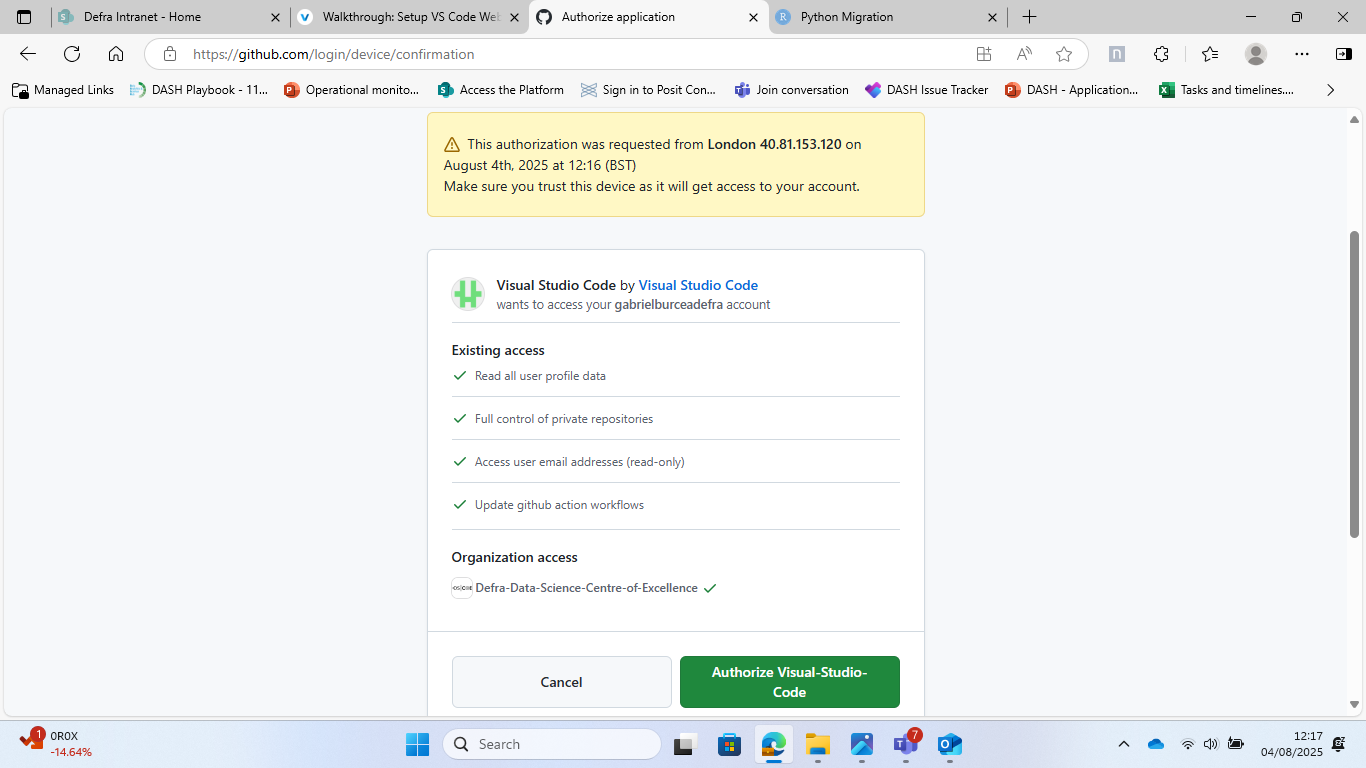 Defra Intranet - Home
Walkthrough: Setup VS Code Web
Authorize application
Python Migration
https://github.com/login/device/confirmation
Managed Links
DASH Playbook - 11...
Operational monito...
Access the Platform
Sign in to Posit Con...
Join conversation
DASH Issue Tracker
DASH - Application...
Tasks and timelines....
This authorization was requested from London 40.81.153.120 on
August 4th, 2025 at 12:16 (BST)
Make sure you trust this device as it will get access to your account.
Visual Studio Code by Visual Studio Code
wants to access your gabrielburceadefra account
Existing access
Read all user profile data
Full control of private repositories
Access user email addresses (read-only)
Update github action workflows
Organization access
Defra-Data-Science-Centre-of-Excellence
Cancel
Authorize Visual-Studio-
Code
1
0R0X
-14.64%
Search
7
12:17
04/08/2025